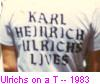 KARL
HEINRICH
ULRICHS
LIVES
Ulrichs on a T -- 1983